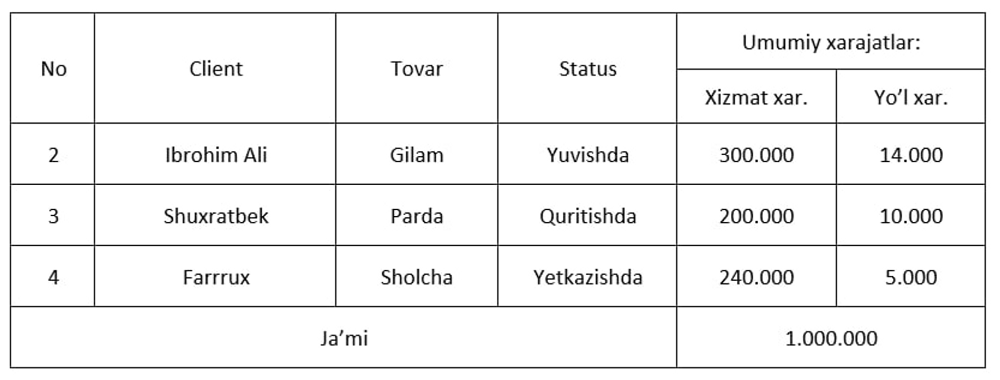 No Client Tovar Status Umumiy xarajatlar:
Xizmat xar. Yo’l xar.
2 Ibrohim Ali Gilam Yuvishda 300.000 14.000
3 Shuxratbek Parda Quritishda 200.000 10.000
4 Farrrux Sholcha Yetkazishda 240.000 5.000
Ja’mi 1.000.000